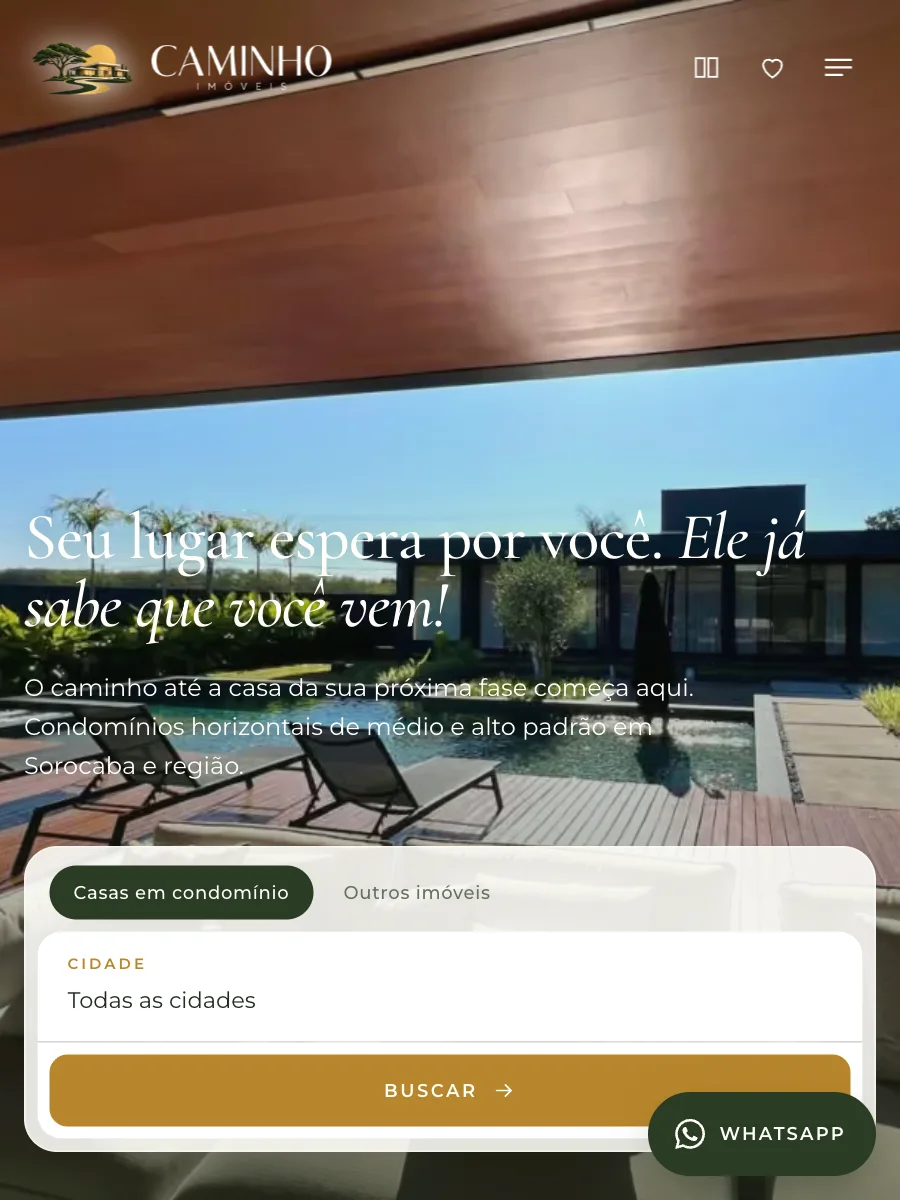 CAMINHO
IMÓVEIS
Seu lugar espera por você. Ele já
sabe que você vem!
O caminho até a casa da sua próxima fase começa aqui.
Condomínios horizontais de médio e alto padrão em
Sorocaba e região.
Casas em condomínio
Outros imóveis
CIDADE
Todas as cidades
BUSCAR →
WHATSAPP